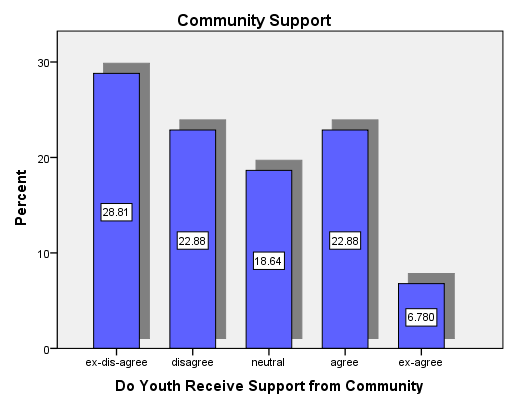 Community Support
Percent
30
20
10
0
28.81
22.88
18.64
22.88
6.780
ex-dis-agree disagree neutral agree ex-agree
Do Youth Receive Support from Community